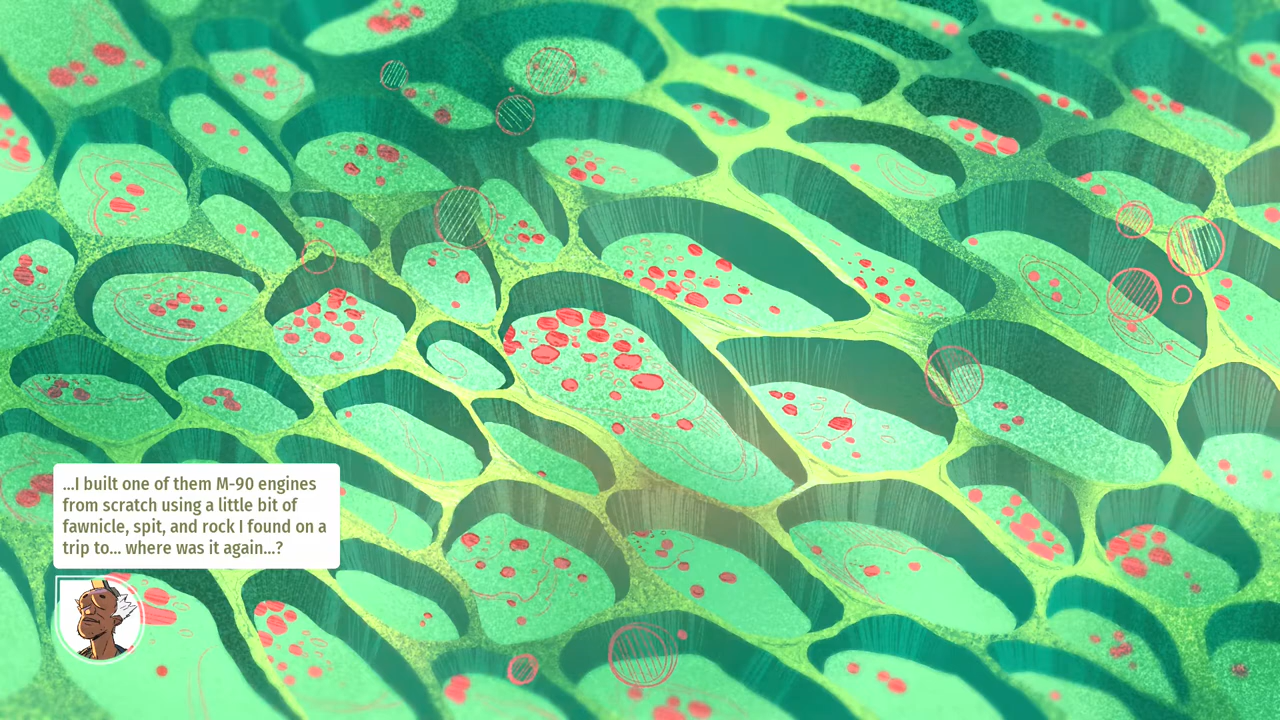 ...I built one of them M-90 engines
from scratch using a little bit of
fawnicle, spit, and rock I found on a
trip to... where was it again...?